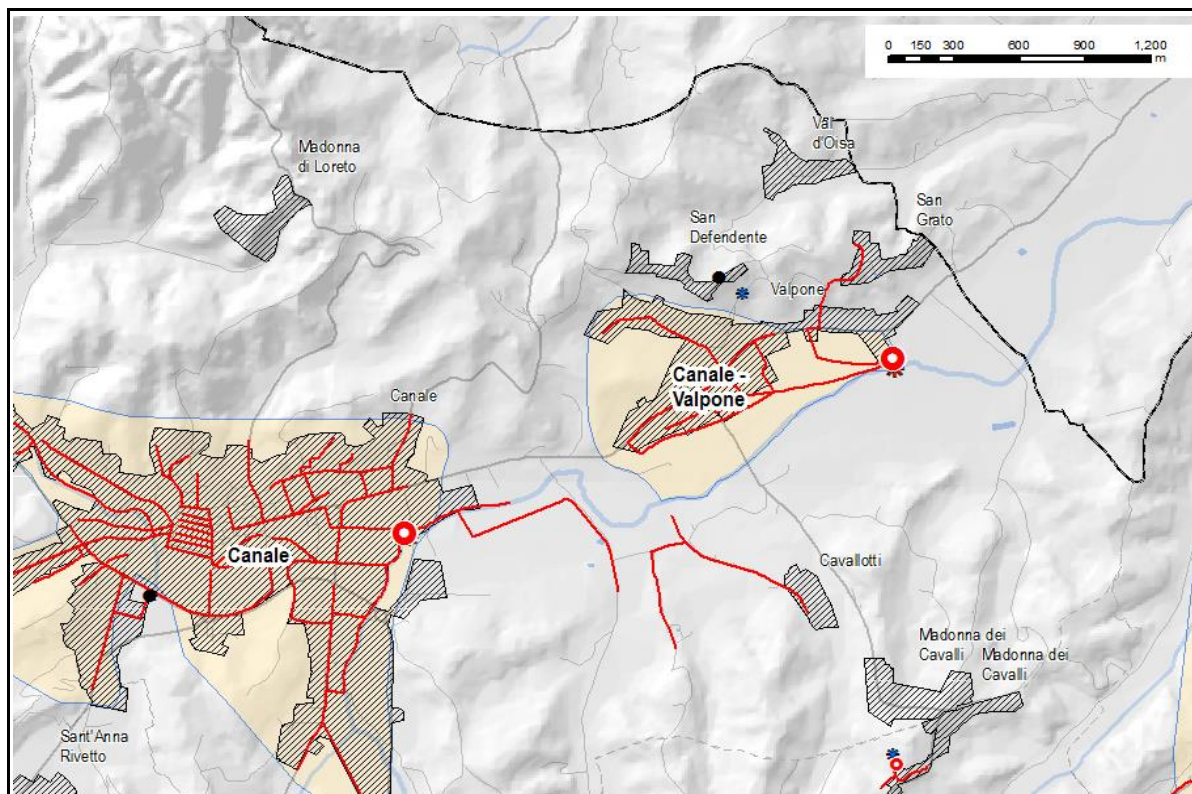 0 150 300 600 900 1,200
m
Madonna
di Loreto
Val
d'Oisa
San
Defendente
San
Grato
Valpone
Canale -
Valpone
Canale
Canale
Cavallotti
Madonna dei
Cavalli
Madonna dei
Cavalli
Sant'Anna
Rivetto